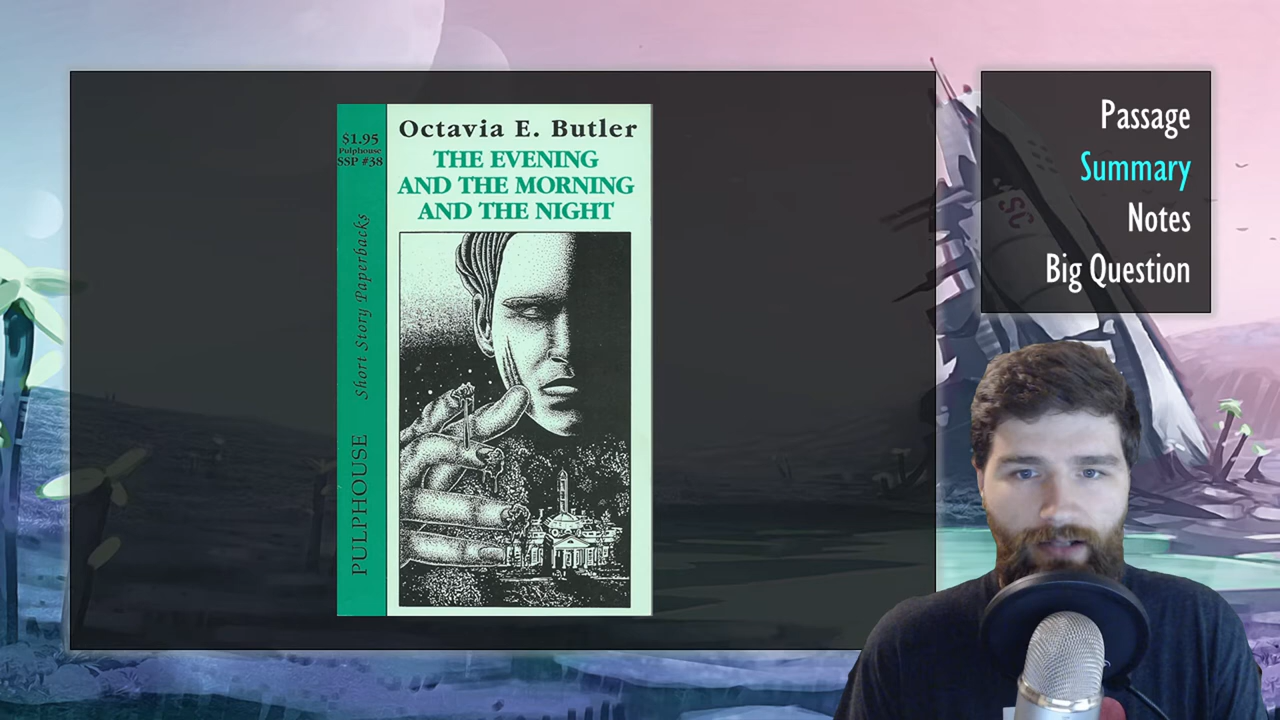 $1.95
Pulphouse
SSP #38
Short Story Paperbacks
PULPHOUSE
Octavia E. Butler
THE EVENING
AND THE MORNING
AND THE NIGHT
Passage
Summary
Notes
Big Question
SC